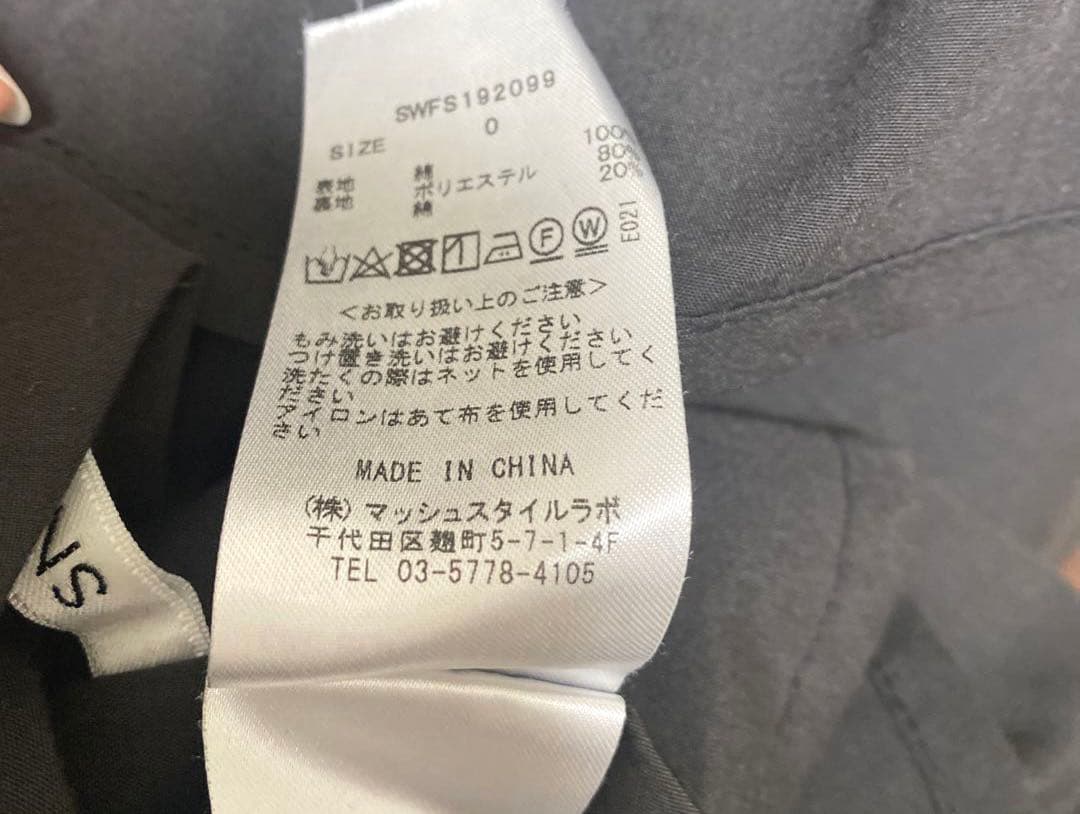 SWFS192099
SIZE 0
表地 綿 100%
裏地 ポリエステル 80%
綿 20%
F W E021
<お取り扱い上のご注意>
もみ洗いはお避けください
つけ置き洗いはお避けください
洗たくの際はネットを使用してく
ださい
アイロンはあて布を使用してくだ
さい
MADE IN CHINA
(株)マッシュスタイルラボ
千代田区麹町5-7-1-4F
TEL 03-5778-4105
NS